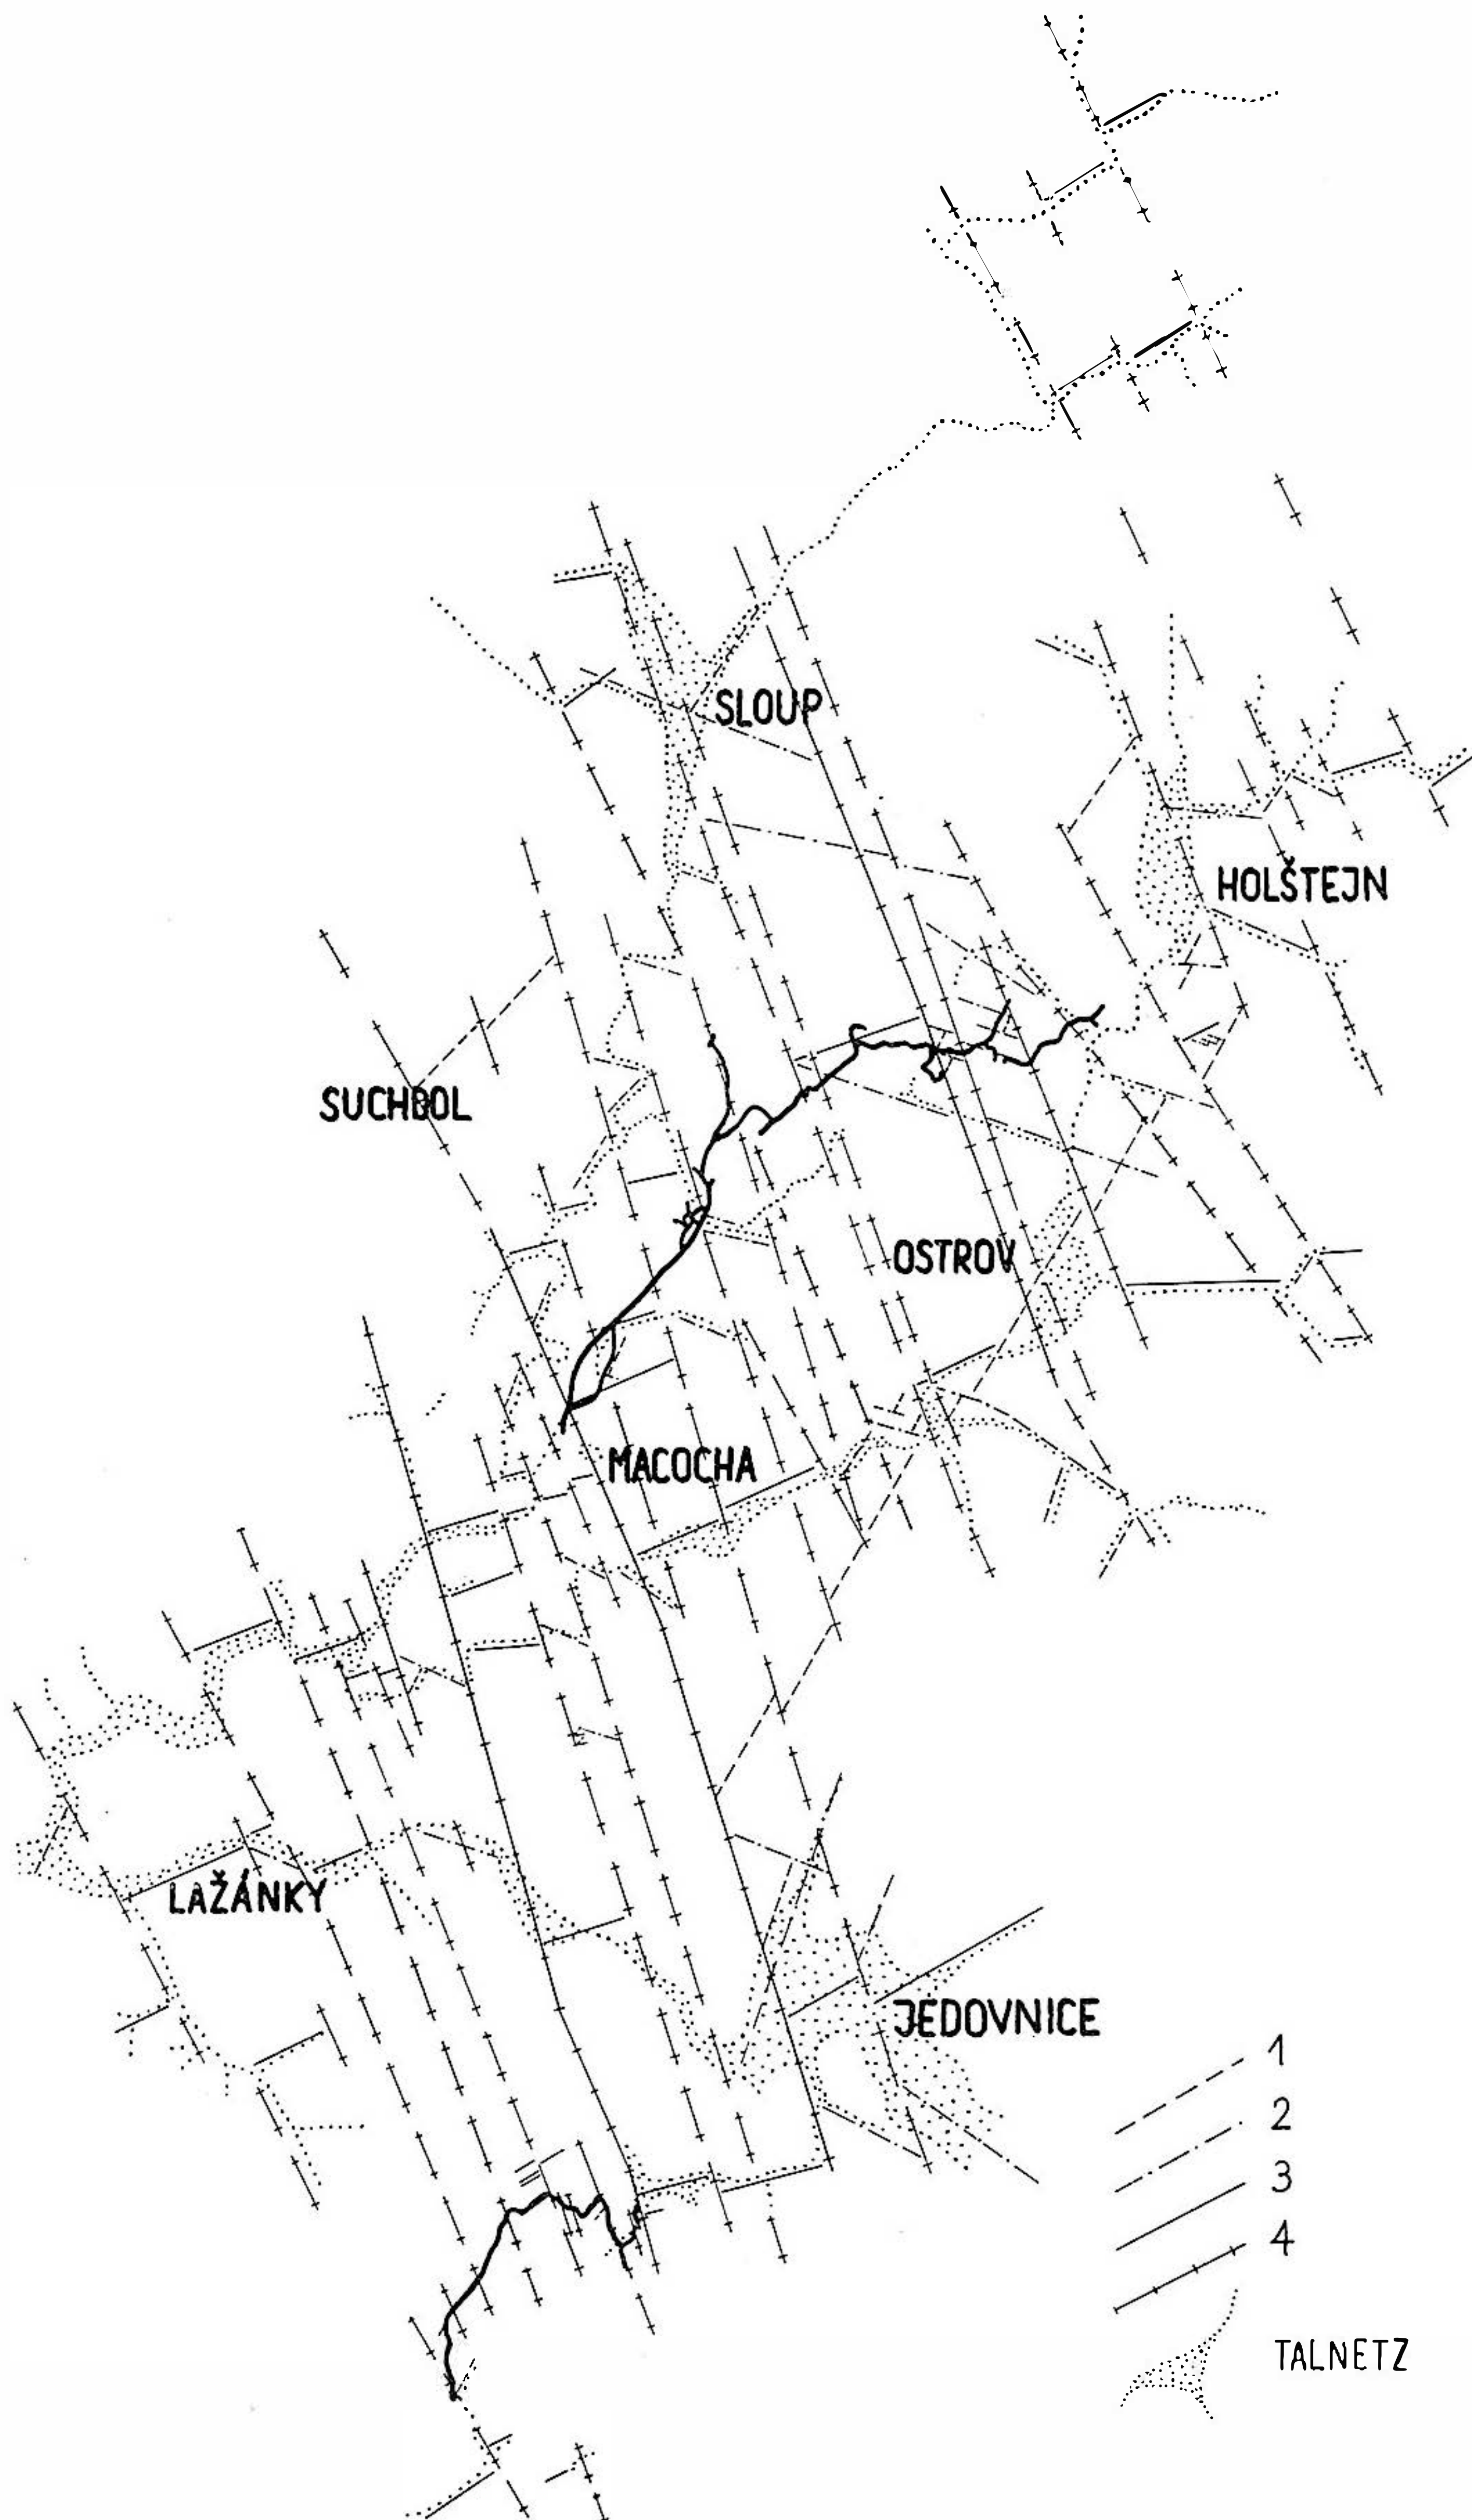 SLOUP
HOLŠTEJN
SUCHDOL
OSTROV
MACOCHA
LAŽÁNKY
JEDOVNICE
1
2
3
4
TALNETZ